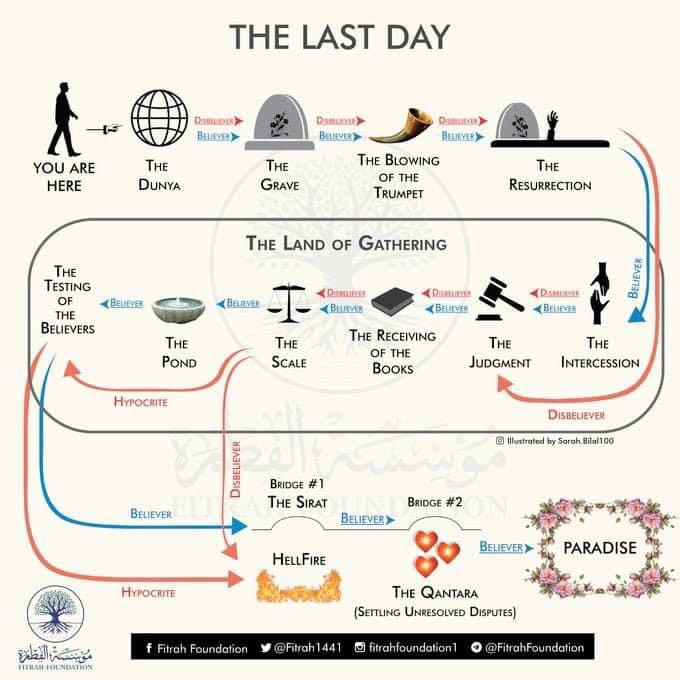 THE LAST DAY
YOU ARE
HERE
THE
DUNYA
DISBELIEVER
BELIEVER
THE
GRAVE
DISBELIEVER
BELIEVER
THE BLOWING
OF THE
TRUMPET
DISBELIEVER
BELIEVER
THE
RESURRECTION
BELIEVER
THE LAND OF GATHERING
THE
INTERCESSION
DISBELIEVER
BELIEVER
THE
JUDGMENT
DISBELIEVER
DISBELIEVER
BELIEVER
THE RECEIVING
OF THE
BOOKS
DISBELIEVER
BELIEVER
THE
SCALE
BELIEVER
THE
POND
BELIEVER
THE
TESTING
OF
THE
BELIEVERS
HYPOCRITE
DISBELIEVER
Illustrated by Sarah.Bilal100
مؤسسة الفطرة
FITRAH FOUNDATION
BELIEVER
HYPOCRITE
BRIDGE #1
THE SIRAT
HELLFIRE
BELIEVER
BRIDGE #2
THE QANTARA
(SETTLING UNRESOLVED DISPUTES)
BELIEVER
PARADISE
مؤسسة الفطرة
FITRAH FOUNDATION
Fitrah Foundation @Fitrah1441 fitrahfoundation1 @FitrahFoundation